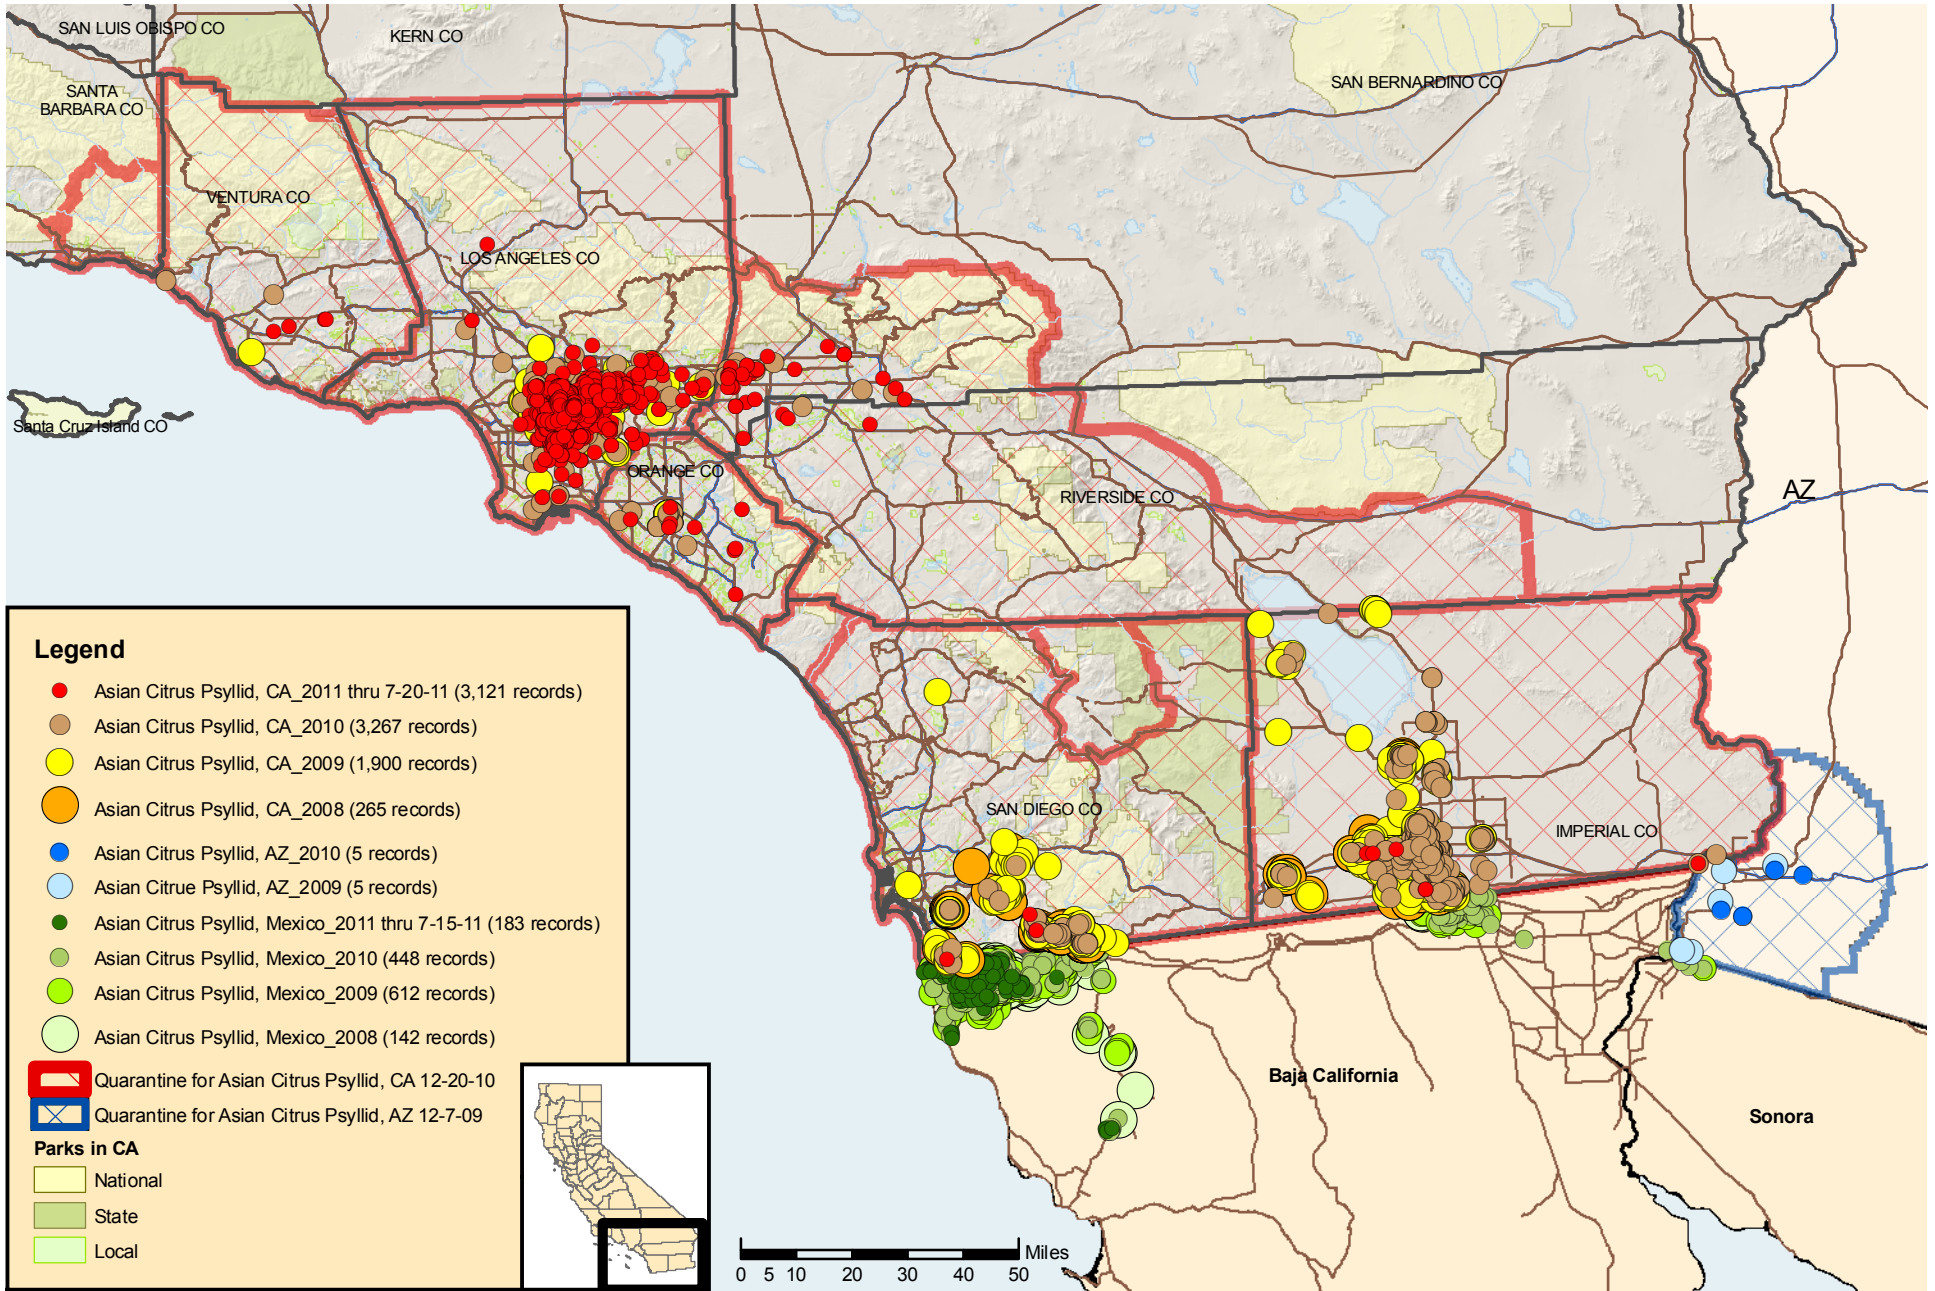 SAN LUIS OBISPO CO
KERN CO
SANTA
BARBARA CO
SAN BERNARDINO CO
VENTURA CO
LOS ANGELES CO
Santa Cruz Island CO
ORANGE CO
RIVERSIDE CO
AZ
SAN DIEGO CO
IMPERIAL CO
Baja California
Sonora
Legend
Asian Citrus Psyllid, CA_2011 thru 7-20-11 (3,121 records)
Asian Citrus Psyllid, CA_2010 (3,267 records)
Asian Citrus Psyllid, CA_2009 (1,900 records)
Asian Citrus Psyllid, CA_2008 (265 records)
Asian Citrus Psyllid, AZ_2010 (5 records)
Asian Citrue Psyllid, AZ_2009 (5 records)
Asian Citrus Psyllid, Mexico_2011 thru 7-15-11 (183 records)
Asian Citrus Psyllid, Mexico_2010 (448 records)
Asian Citrus Psyllid, Mexico_2009 (612 records)
Asian Citrus Psyllid, Mexico_2008 (142 records)
Quarantine for Asian Citrus Psyllid, CA 12-20-10
Quarantine for Asian Citrus Psyllid, AZ 12-7-09
Parks in CA
National
State
Local
Miles
0 5 10 20 30 40 50